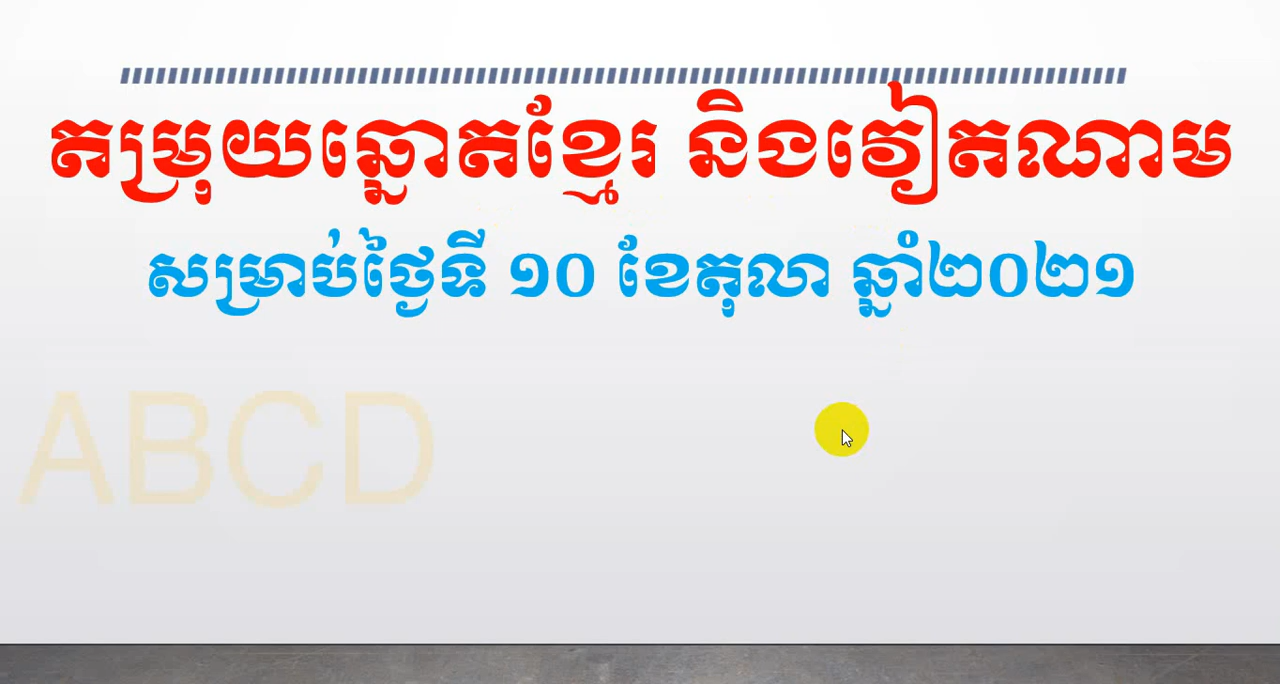 តម្រុយឆ្នោតខ្មែរ និងវៀតណាម
សម្រាប់ថ្ងៃទី ១០ ខែតុលា ឆ្នាំ២០២១
ABCD